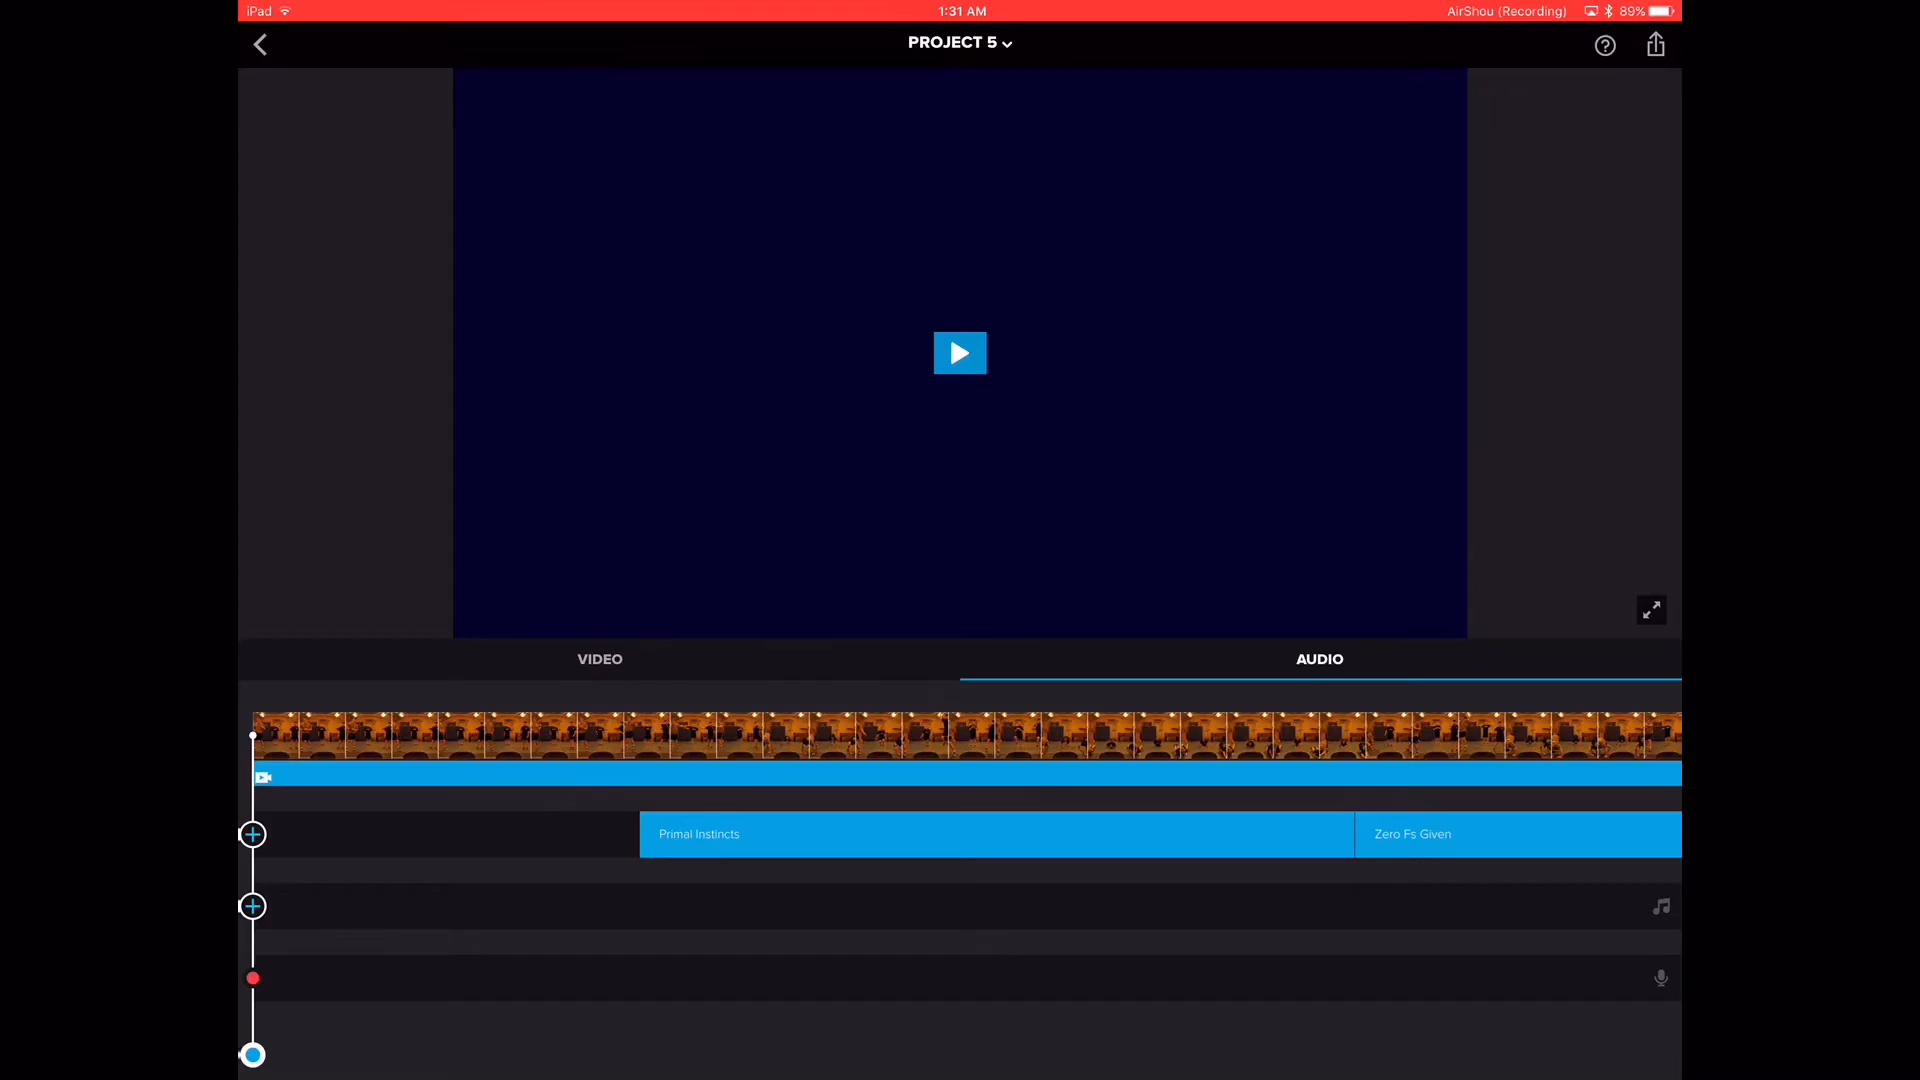 iPad
1:31 AM
AirShou (Recording)
89%
PROJECT 5
VIDEO
AUDIO
Primal Instincts
Zero Fs Given